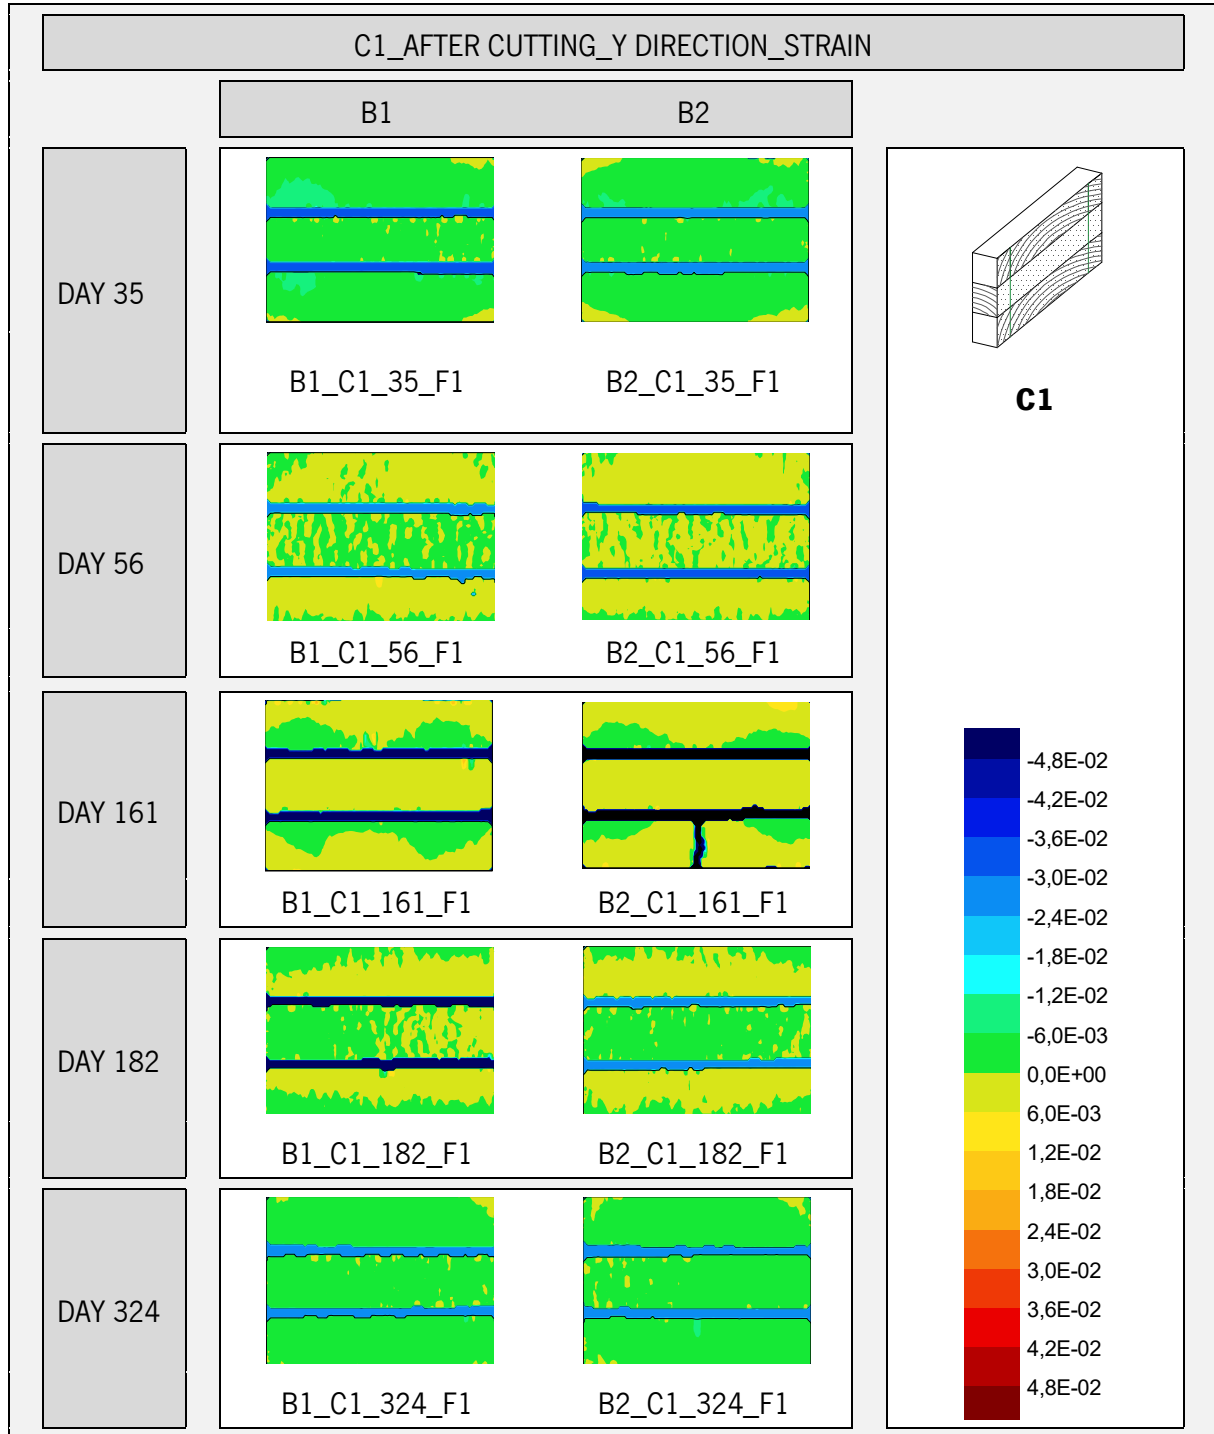 C1_AFTER CUTTING_Y DIRECTION_STRAIN
B1
B2
DAY 35
B1_C1_35_F1
B2_C1_35_F1
C1
DAY 56
B1_C1_56_F1
B2_C1_56_F1
DAY 161
B1_C1_161_F1
B2_C1_161_F1
DAY 182
B1_C1_182_F1
B2_C1_182_F1
DAY 324
B1_C1_324_F1
B2_C1_324_F1
-4,8E-02
-4,2E-02
-3,6E-02
-3,0E-02
-2,4E-02
-1,8E-02
-1,2E-02
-6,0E-03
0,0E+00
6,0E-03
1,2E-02
1,8E-02
2,4E-02
3,0E-02
3,6E-02
4,2E-02
4,8E-02